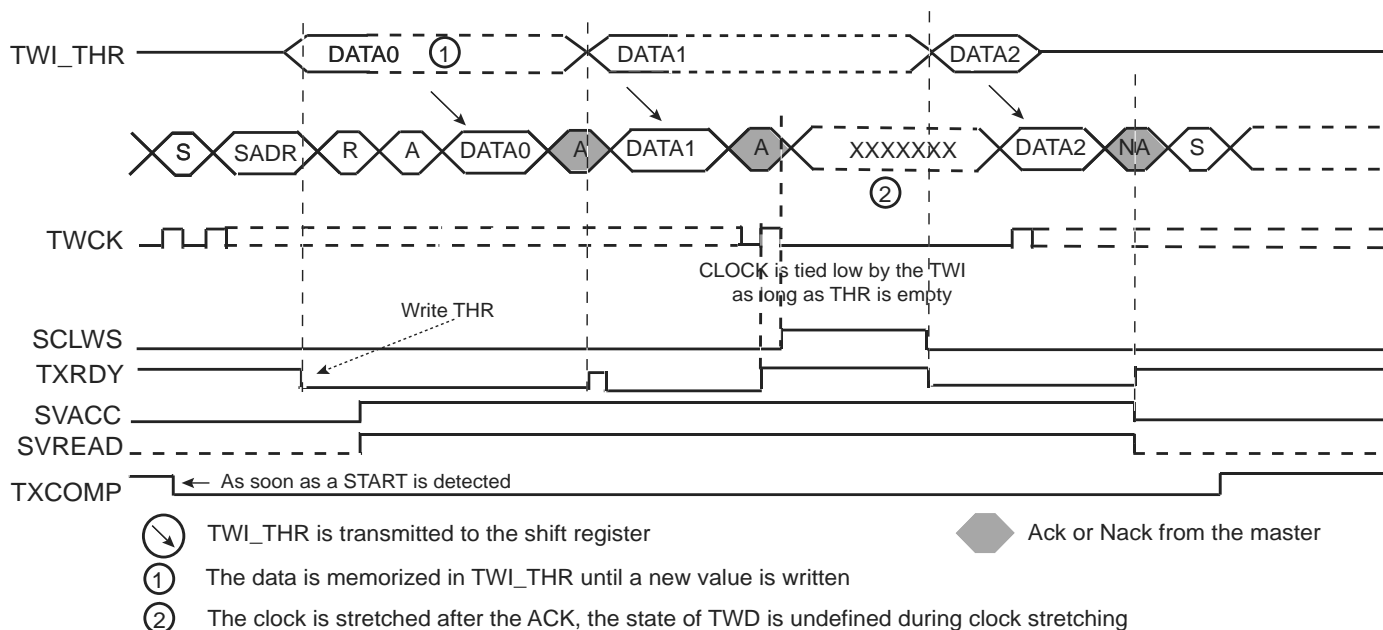 TWI_THR DATA0 1 DATA1 DATA2
S SADR R A DATA0 A DATA1 A XXXXXXX DATA2 NA S
2
TWCK
CLOCK is tied low by the TWI
as long as THR is empty
Write THR
SCLWS
TXRDY
SVACC
SVREAD
TXCOMP As soon as a START is detected
TWI_THR is transmitted to the shift register Ack or Nack from the master
1 The data is memorized in TWI_THR until a new value is written
2 The clock is stretched after the ACK, the state of TWD is undefined during clock stretching